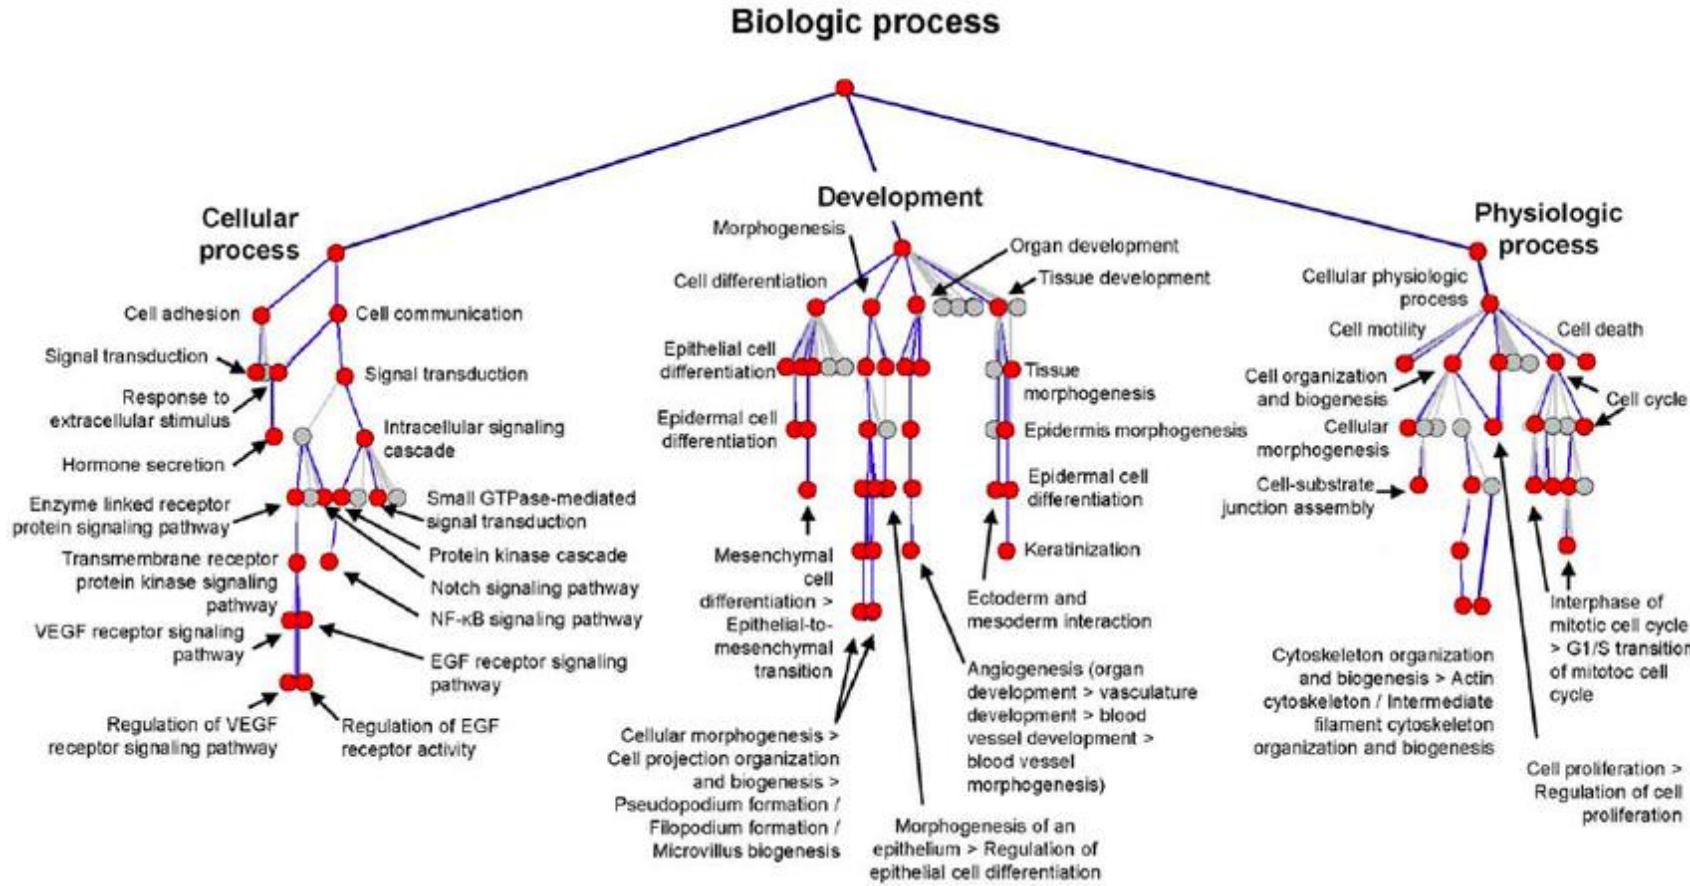 Biologic process
Cellular
process
Cell adhesion
Cell communication
Signal transduction
Signal transduction
Response to
extracellular stimulus
Intracellular signaling
cascade
Hormone secretion
Enzyme linked receptor
protein signaling pathway
Small GTPase-mediated
signal transduction
Transmembrane receptor
protein kinase signaling
pathway
Protein kinase cascade
Notch signaling pathway
NF-κB signaling pathway
VEGF receptor signaling
pathway
EGF receptor signaling
pathway
Regulation of VEGF
receptor signaling pathway
Regulation of EGF
receptor activity
Development
Morphogenesis
Organ development
Cell differentiation
Tissue development
Epithelial cell
differentiation
Tissue
morphogenesis
Epidermal cell
differentiation
Epidermis morphogenesis
Epidermal cell
differentiation
Keratinization
Mesenchymal
cell
differentiation >
Epithelial-to-
mesenchymal
transition
Ectoderm and
mesoderm interaction
Angiogenesis (organ
development > vasculature
development > blood
vessel development >
blood vessel
morphogenesis)
Cellular morphogenesis >
Cell projection organization
and biogenesis >
Pseudopodium formation /
Filopodium formation /
Microvillus biogenesis
Morphogenesis of an
epithelium > Regulation of
epithelial cell differentiation
Physiologic
process
Cellular physiologic
process
Cell motility
Cell death
Cell organization
and biogenesis
Cell cycle
Cellular
morphogenesis
Cell-substrate
junction assembly
Interphase of
mitotic cell cycle
> G1/S transition
of mitotoc cell
cycle
Cytoskeleton organization
and biogenesis > Actin
cytoskeleton / Intermediate
filament cytoskeleton
organization and biogenesis
Cell proliferation >
Regulation of cell
proliferation